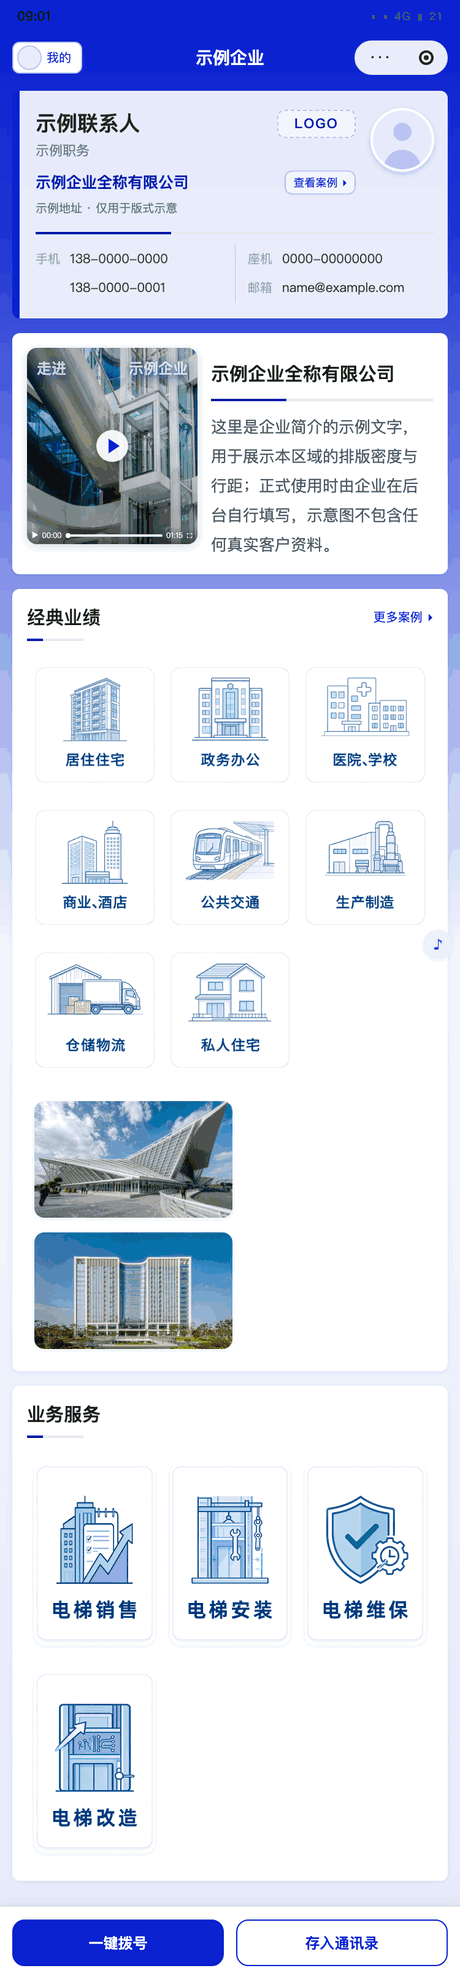 09:01
4G 21
我的
示例企业
示例联系人
LOGO
示例职务
示例企业全称有限公司
查看案例
示例地址 · 仅用于版式示意
手机 138-0000-0000
座机 0000-00000000
138-0000-0001
邮箱 name@example.com
走进 示例企业
00:00 01:15
示例企业全称有限公司
这里是企业简介的示例文字，
用于展示本区域的排版密度与
行距；正式使用时由企业在后
台自行填写，示意图不包含任
何真实客户资料。
经典业绩
更多案例
居住住宅
政务办公
医院、学校
商业、酒店
公共交通
生产制造
仓储物流
私人住宅
业务服务
电梯销售
电梯安装
电梯维保
电梯改造
一键拨号
存入通讯录